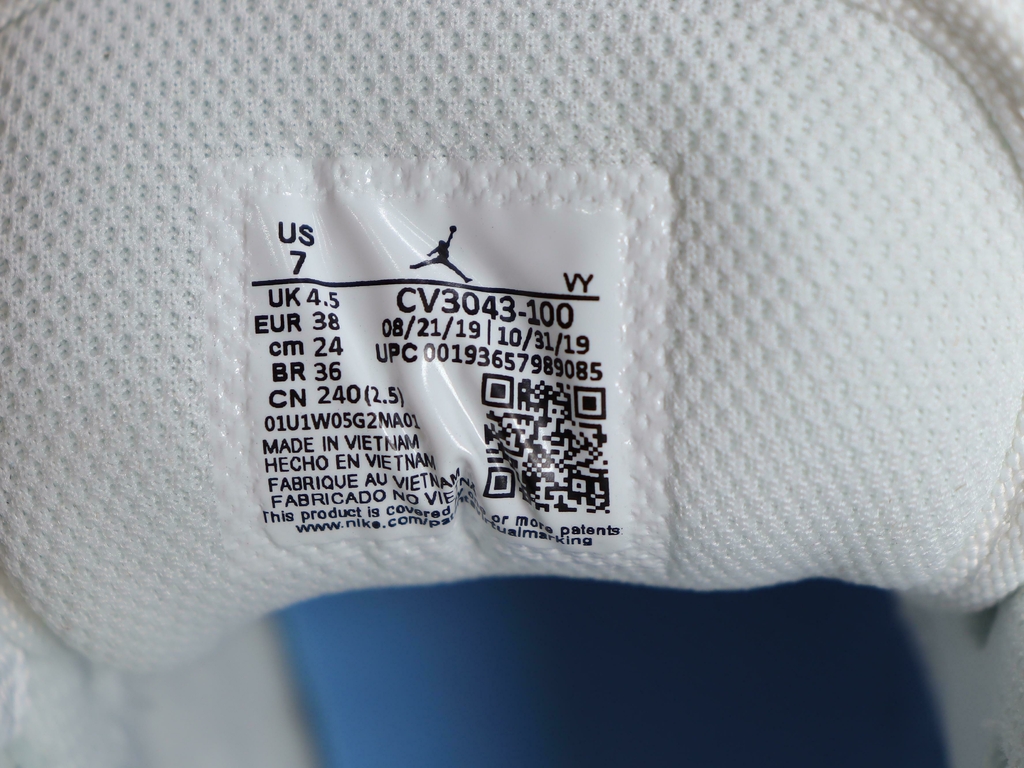 US
7
VY
UK 4.5
EUR 38
cm 24
BR 36
CN 240(2.5)
CV3043-100
08/21/19|10/31/19
UPC 00193657989085
01U1W05G2MA01
MADE IN VIETNAM
HECHO EN VIETNAM
FABRIQUE AU VIETNAM
FABRICADO NO VIE
This product is covered or more patents:
www.nike.com/pa tualmarking